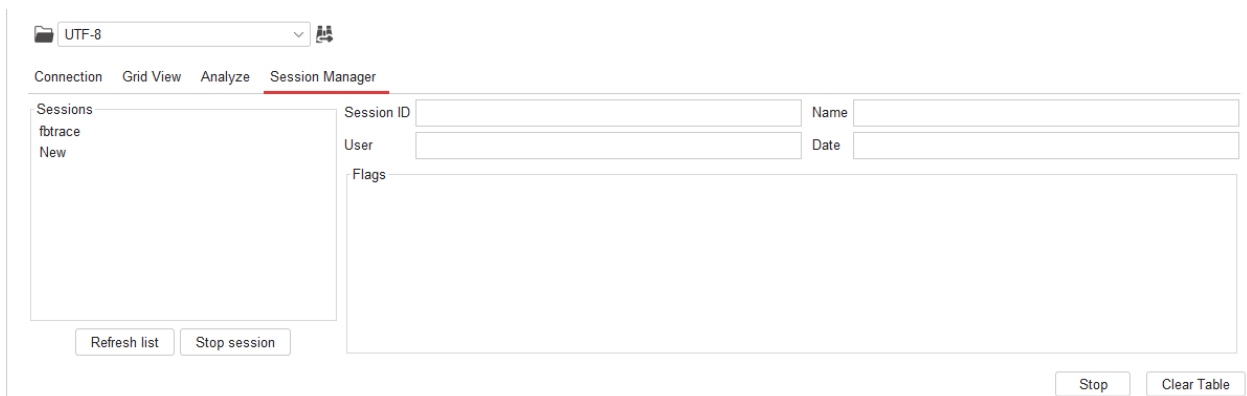 UTF-8
Connection Grid View Analyze Session Manager
Sessions
fbtrace
New
Refresh list Stop session
Session ID Name
User Date
Flags
Stop Clear Table